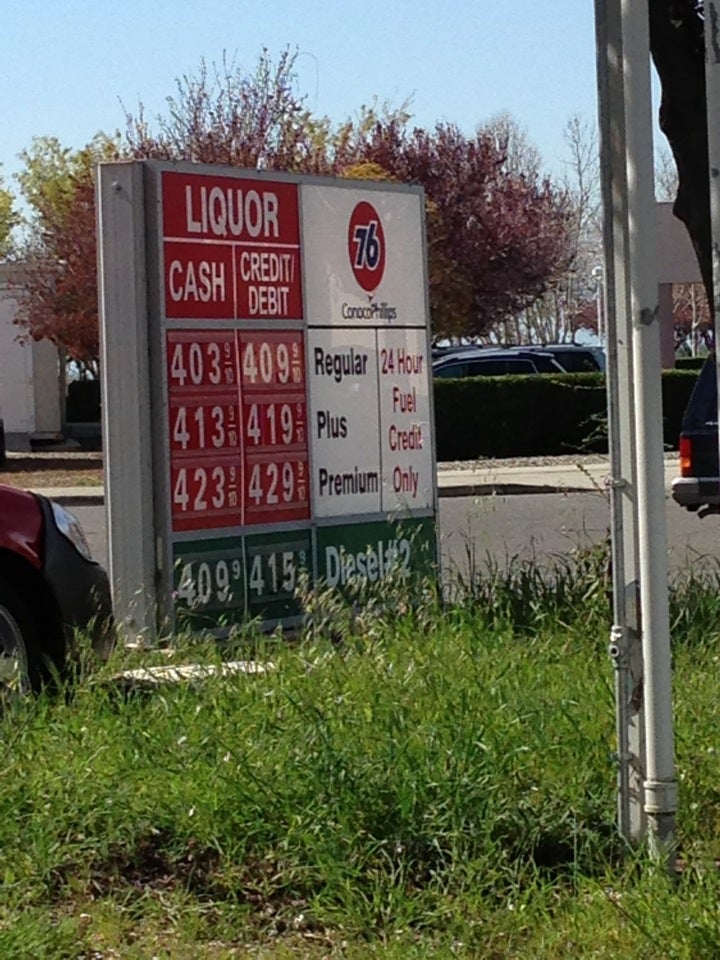 LIQUOR
CASH CREDIT/
DEBIT
76
ConocoPhillips
403 9/10 409 9/10 Regular 24 Hour
Fuel
413 9/10 419 9/10 Plus Credit
423 9/10 429 9/10 Premium Only
409 9 415 9 Diesel #2